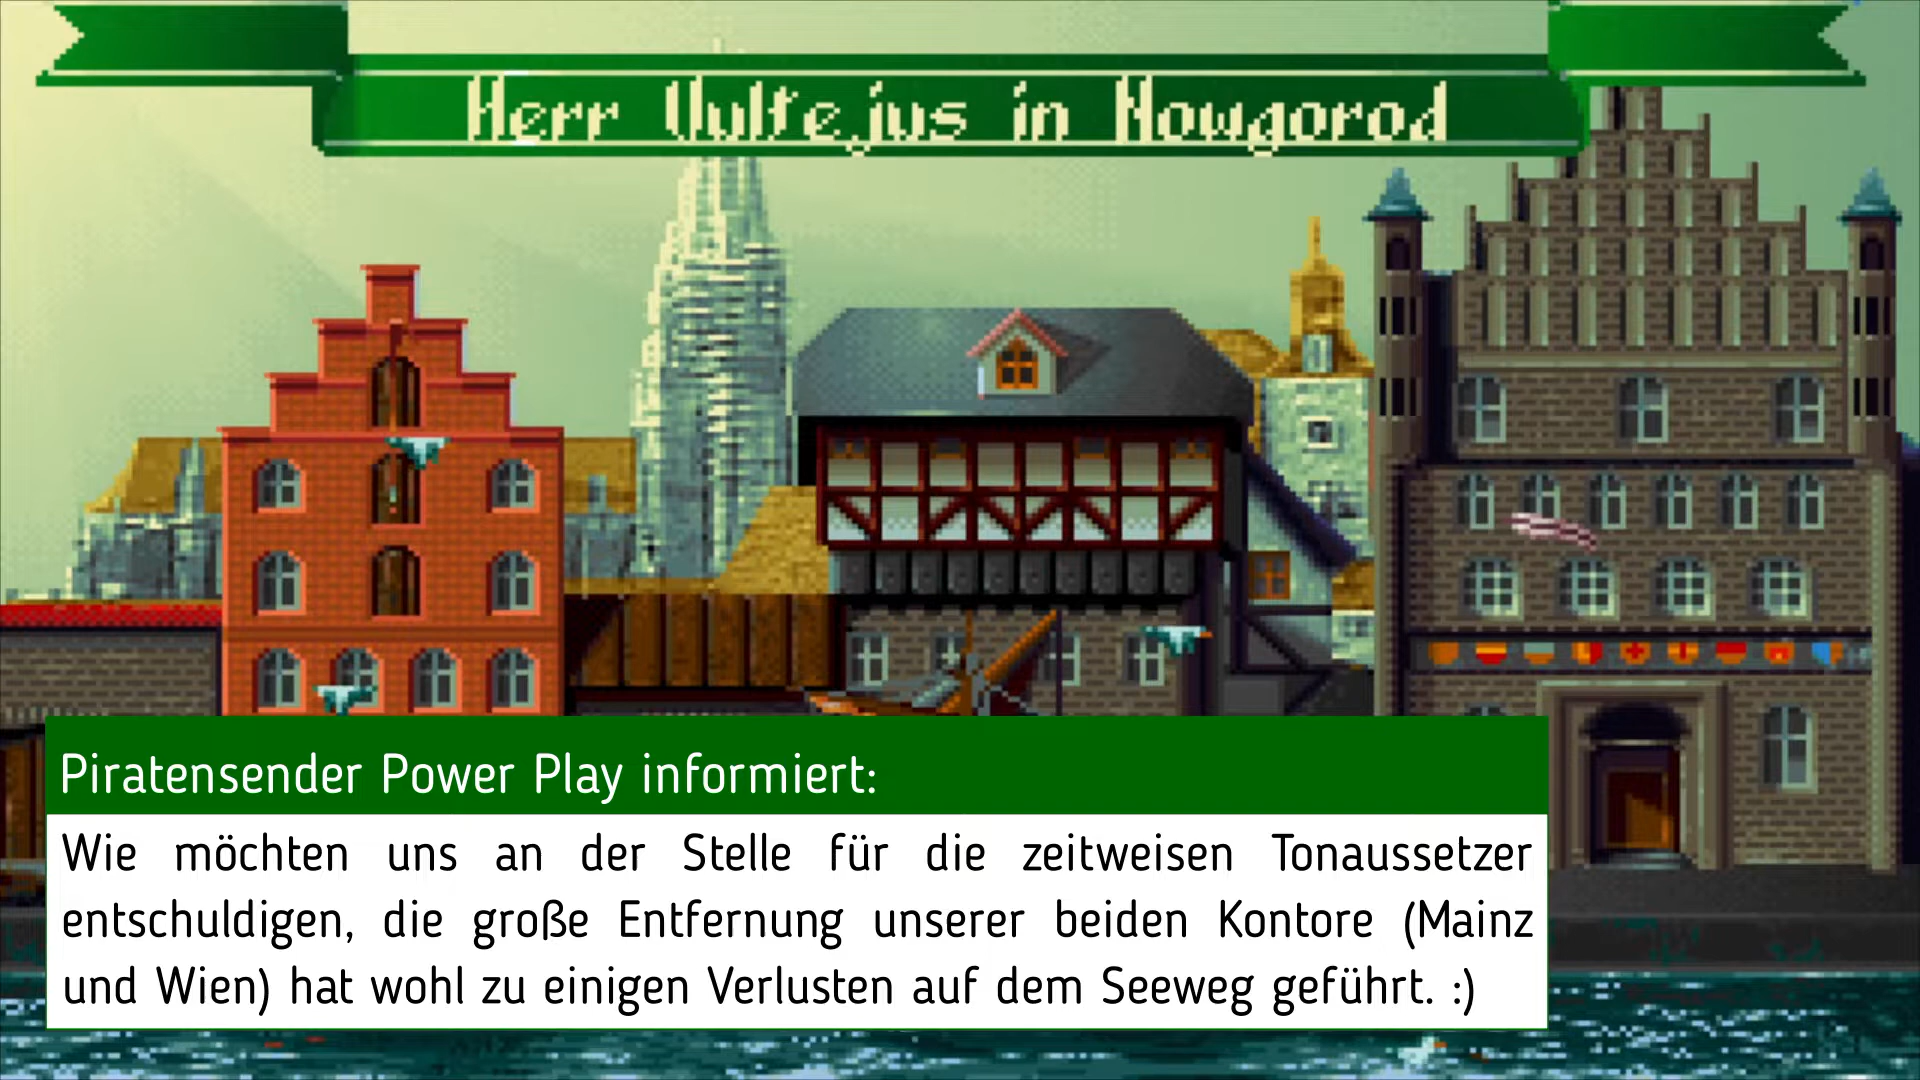 Herr Vultejus in Nowgorod
Piratensender Power Play informiert:
Wie möchten uns an der Stelle für die zeitweisen Tonaussetzer
entschuldigen, die große Entfernung unserer beiden Kontore (Mainz
und Wien) hat wohl zu einigen Verlusten auf dem Seeweg geführt. :)